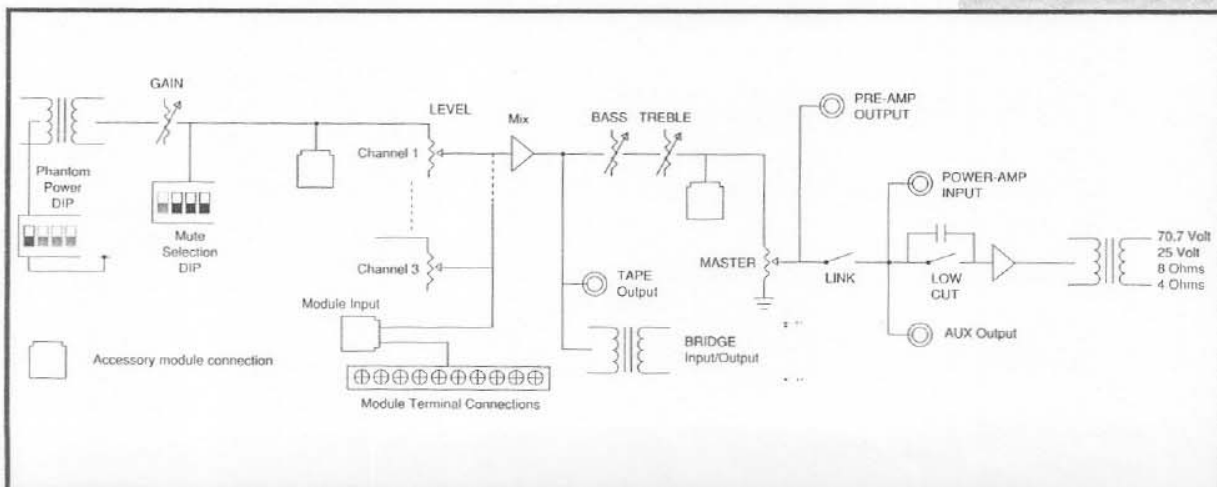 GAIN
LEVEL
Mix
BASS
TREBLE
PRE-AMP
OUTPUT
Phantom
Power
DIP
Channel 1
Mute
Selection
DIP
POWER-AMP
INPUT
Channel 3
TAPE
Output
MASTER
LINK
LOW
CUT
70.7 Volt
25 Volt
8 Ohms
4 Ohms
Module Input
BRIDGE
Input/Output
AUX Output
Accessory module connection
Module Terminal Connections